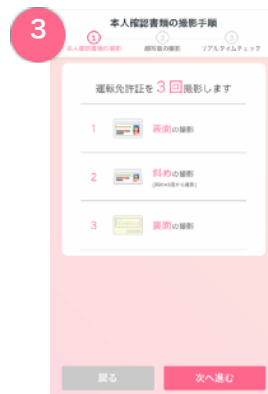 3
本人確認書類の撮影手順
1 2 3
本人確認書類の撮影 顔写真の撮影 リアルタイムチェック
運転免許証を3回撮影します
1 表面の撮影
2 斜めの撮影
3 裏面の撮影
戻る 次へ進む